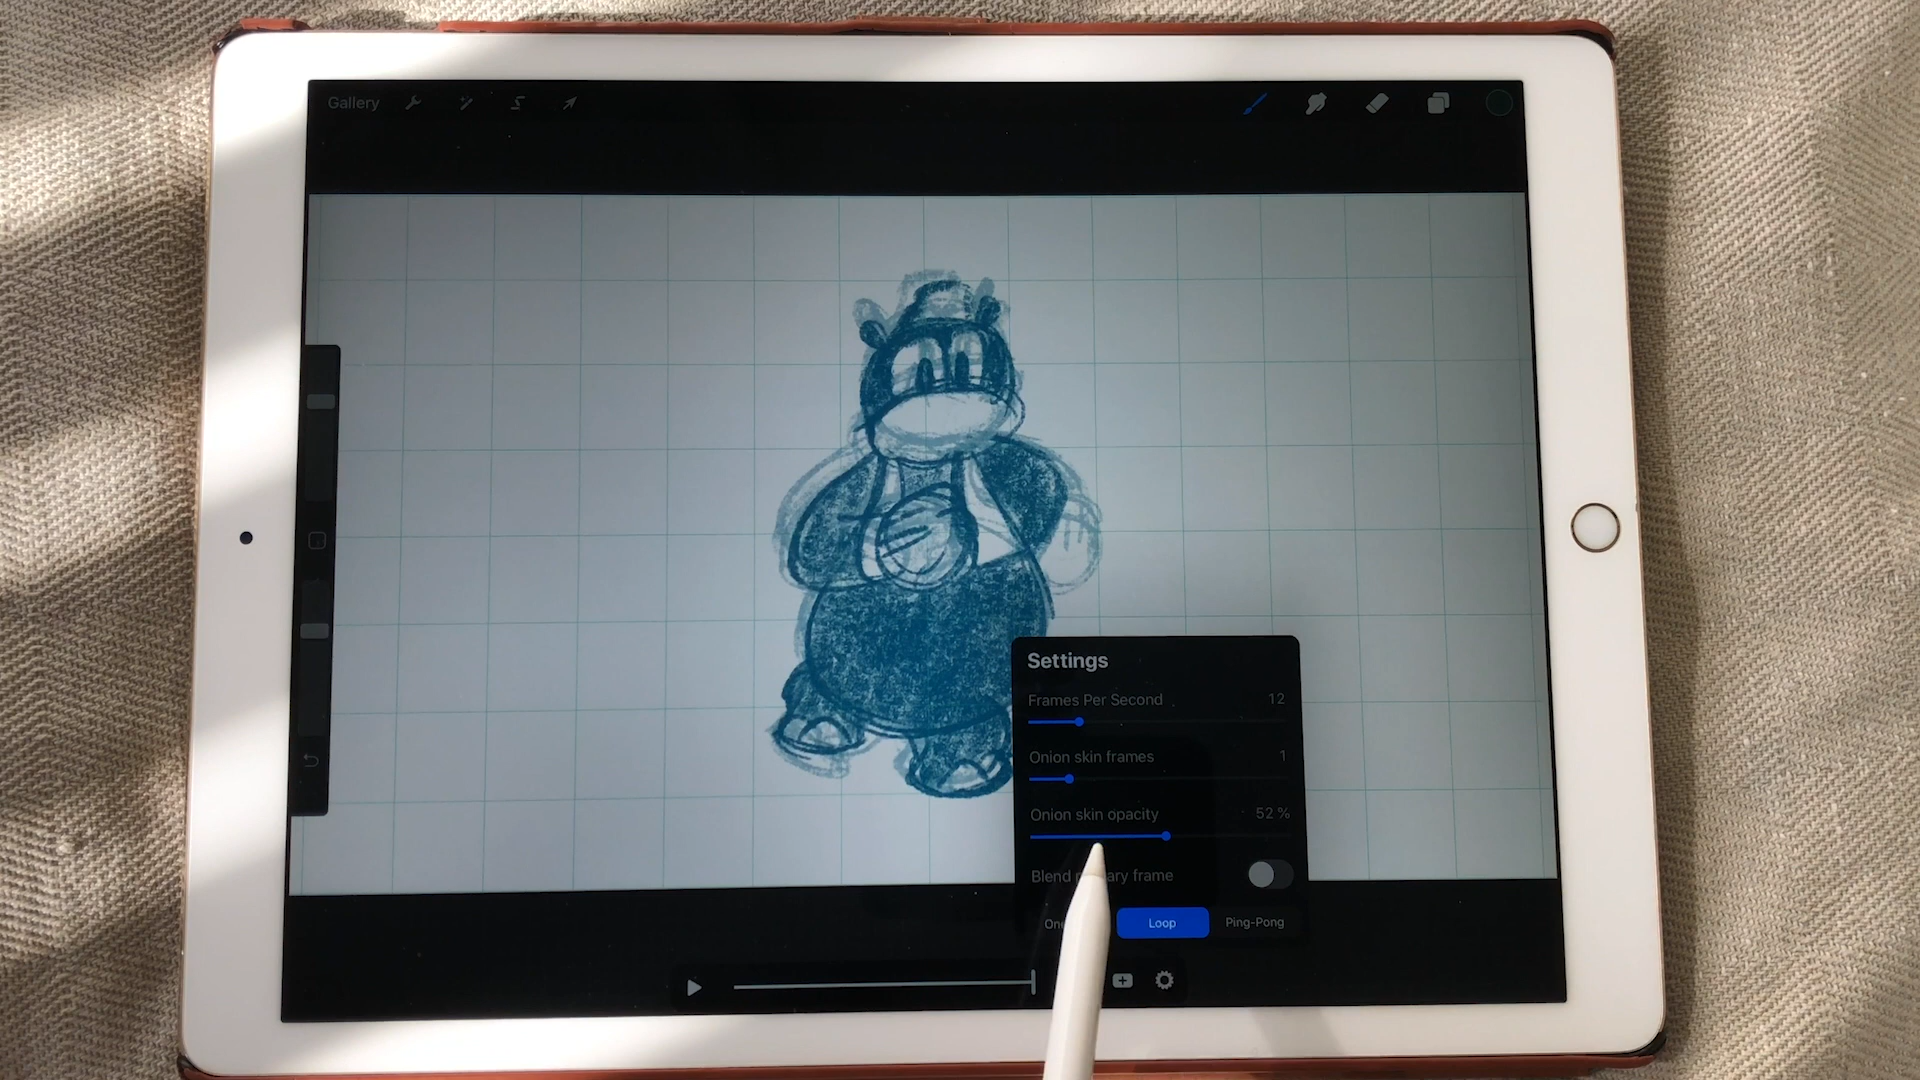 Gallery
Settings
Frames Per Second 12
Onion skin frames 1
Onion skin opacity 52 %
Blend frame
Loop Ping-Pong